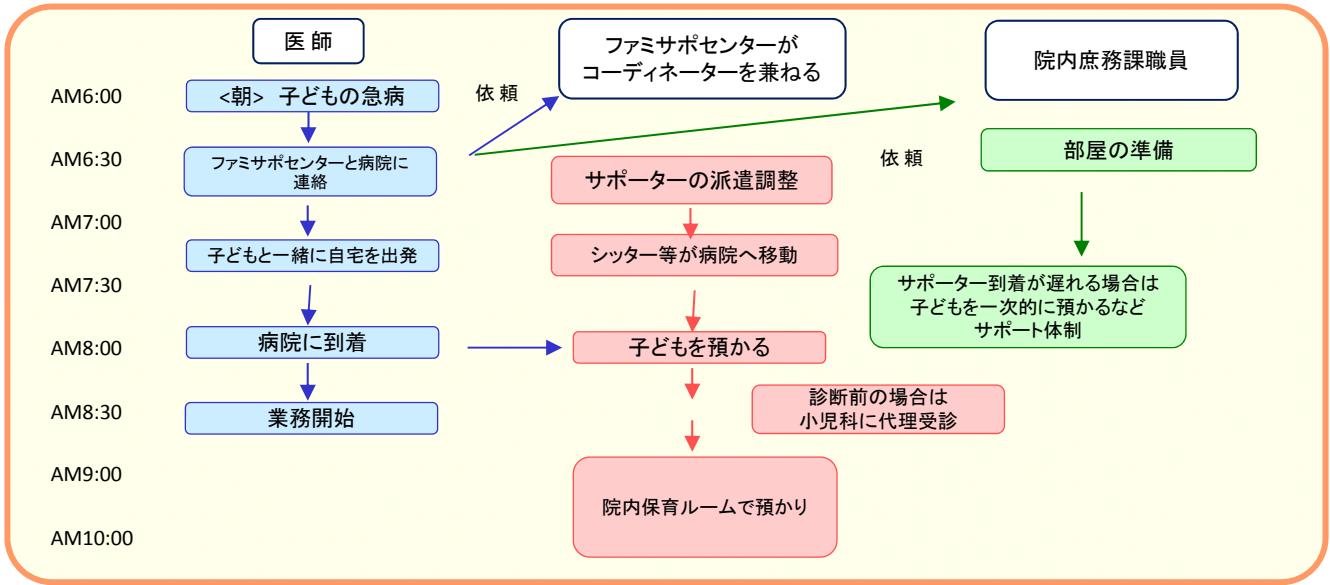 医 師
ファミサポセンターが
コーディネーターを兼ねる
院内庶務課職員
AM6:00
<朝> 子どもの急病
依 頼
AM6:30
ファミサポセンターと病院に
連絡
サポーターの派遣調整
依 頼
部屋の準備
AM7:00
子どもと一緒に自宅を出発
シッター等が病院へ移動
AM7:30
サポーター到着が遅れる場合は
子どもを一次的に預かるなど
サポート体制
AM8:00
病院に到着
子どもを預かる
AM8:30
業務開始
診断前の場合は
小児科に代理受診
AM9:00
院内保育ルームで預かり
AM10:00